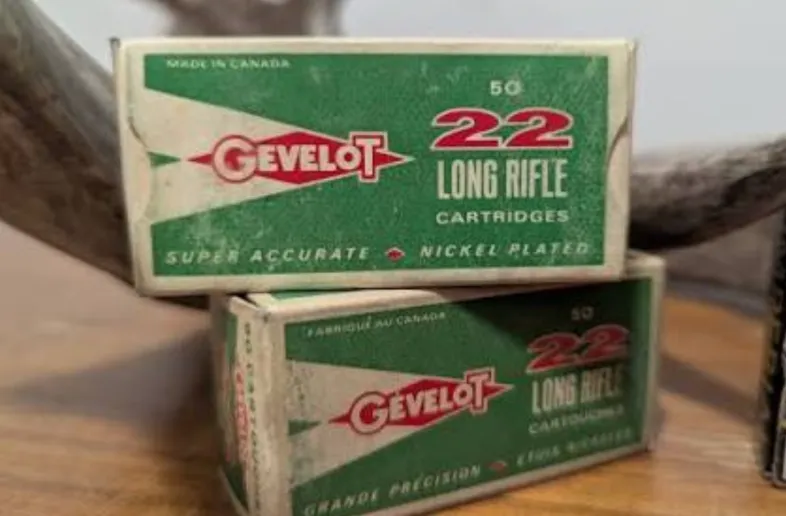 MADE IN CANADA
50
22
LONG RIFLE
CARTRIDGES
GEVELOT
SUPER ACCURATE NICKEL PLATED
FABRIQUÉ AU CANADA
50
22
LONG RIFLE
CARTOUCHES
GEVELOT
GRANDE PRÉCISION ETUIS NICKELÉS